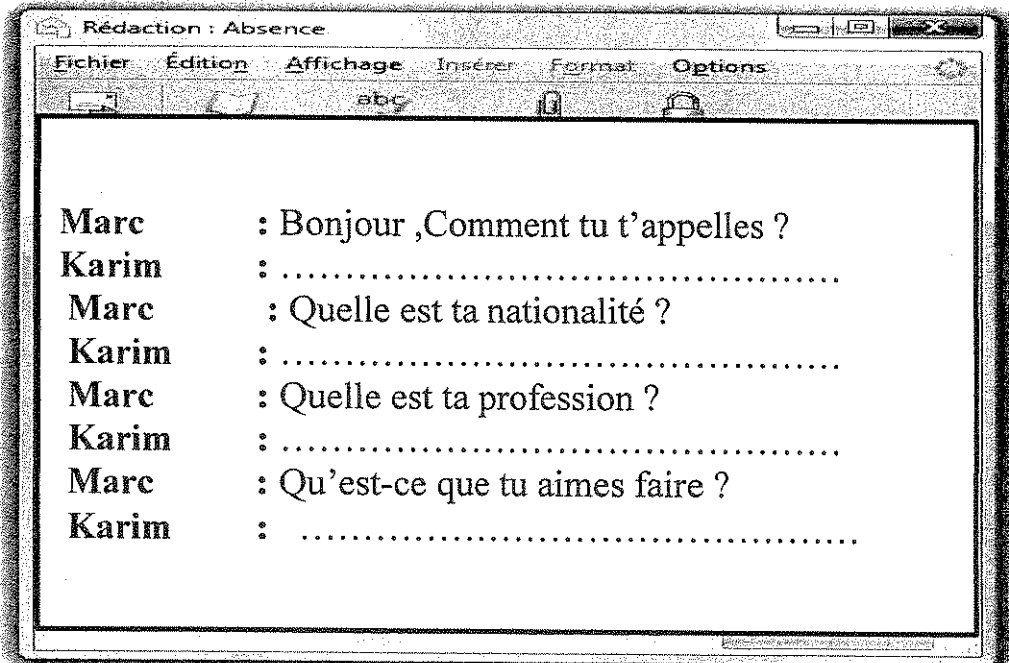 Rédaction : Absence
Fichier Édition Affichage Insérer Format Options
abc
Marc : Bonjour ,Comment tu t'appelles ?
Karim : ............................................
Marc : Quelle est ta nationalité ?
Karim : ............................................
Marc : Quelle est ta profession ?
Karim : ............................................
Marc : Qu'est-ce que tu aimes faire ?
Karim : ............................................